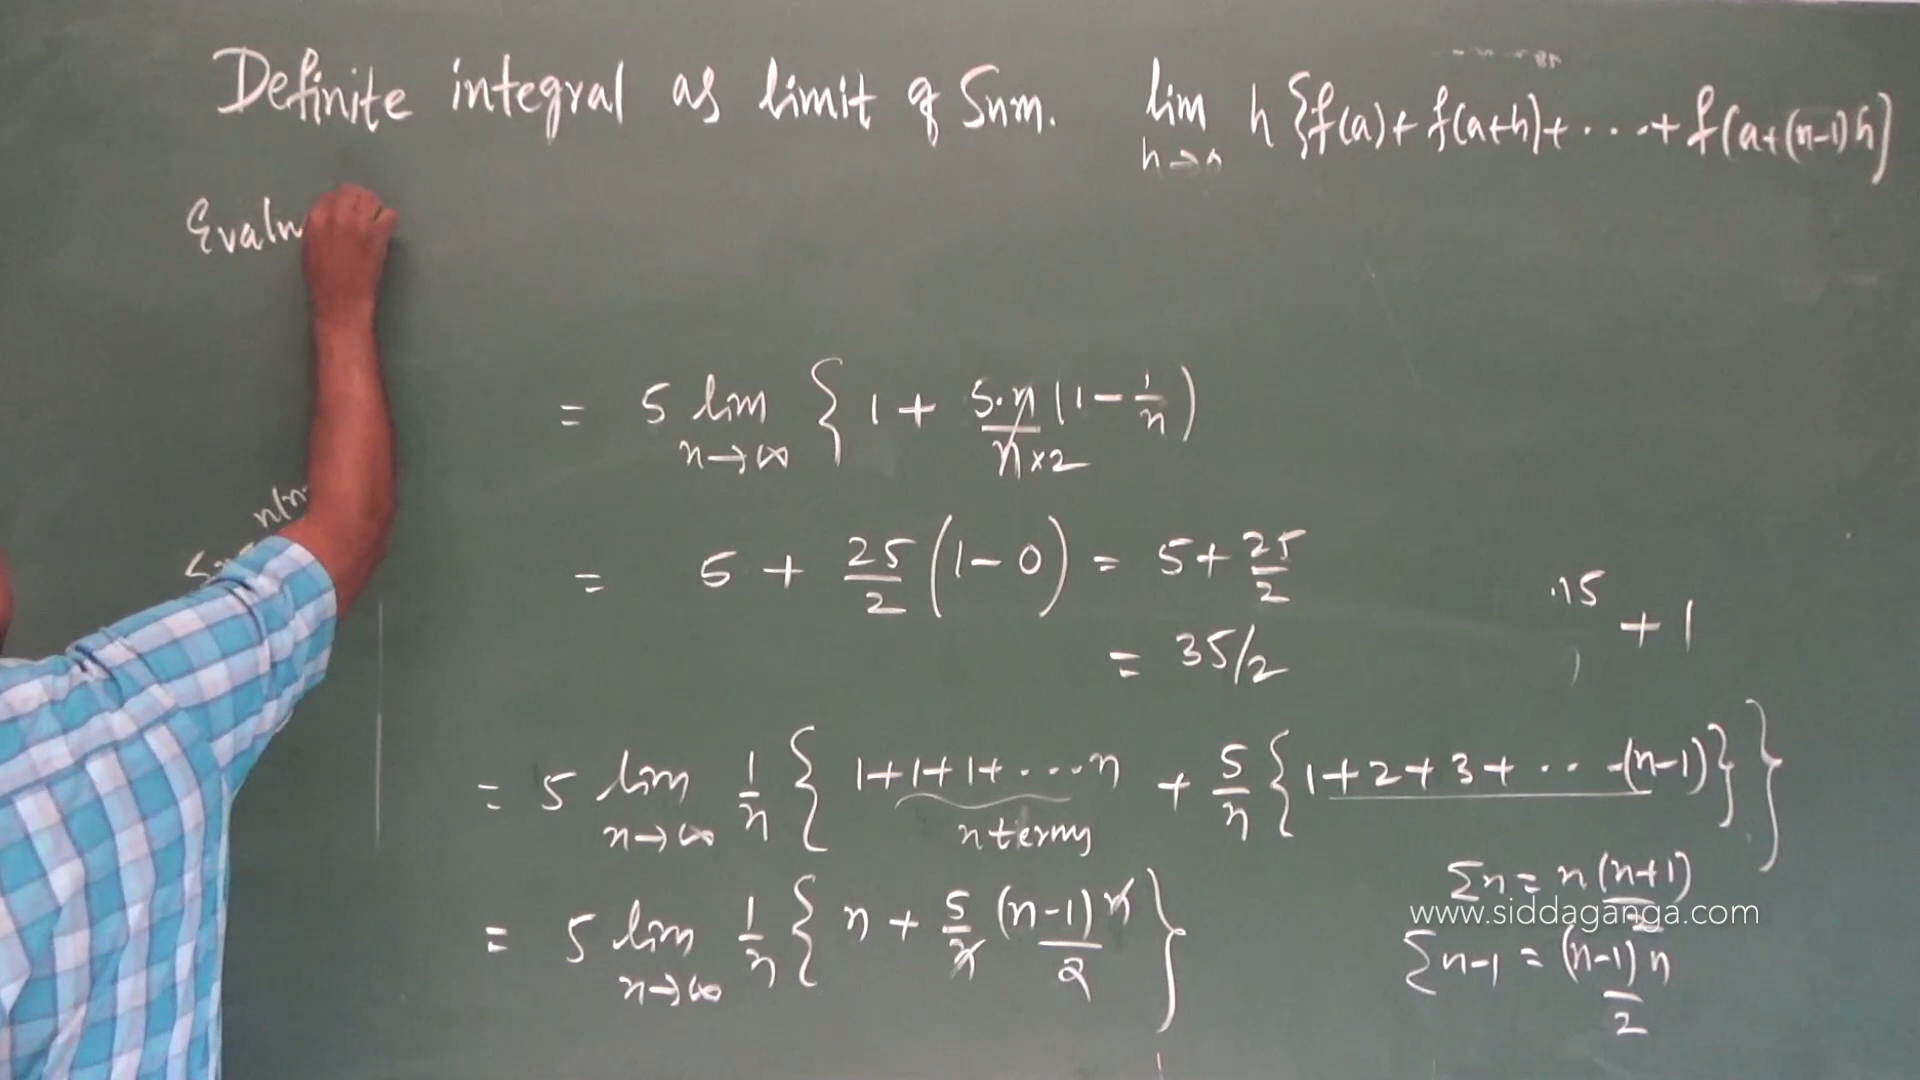 Definite integral as limit of Sum. lim h→0 h {f(a)+ f(a+h)+ ...+ f(a+(n-1)h]
Evalu
= 5 lim n→∞ { 1 + 5·n/n×2 (1 - 1/n)
= 5 + 25/2 (1-0) = 5+ 25/2
= 35/2
.15
+1
= 5 lim n→∞ 1/n { 1+1+1+ ...n + 5/n {1+2+3+ ... (n-1)} }
n terms
= 5 lim n→∞ 1/n { n + 5/n (n-1)n/2 }
Σn = n(n+1)/2
www.siddaganga.com
Σn-1 = (n-1)n/2